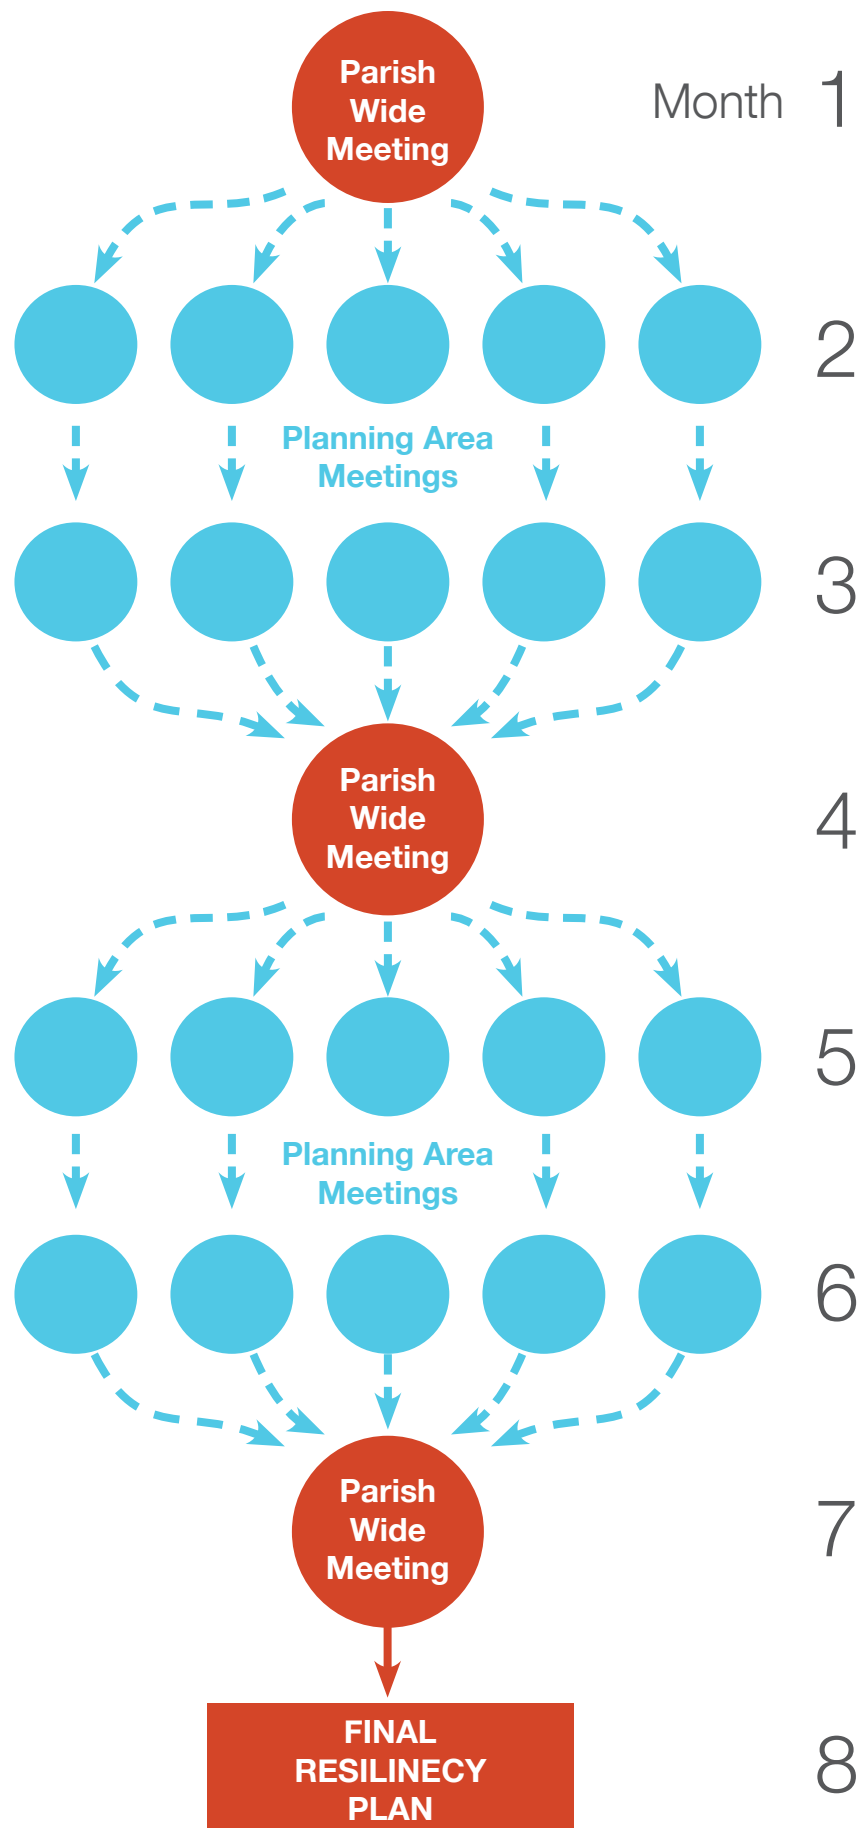 Parish
Wide
Meeting
Month 1
2
Planning Area
Meetings
3
Parish
Wide
Meeting
4
5
Planning Area
Meetings
6
Parish
Wide
Meeting
7
FINAL
RESILINECY
PLAN
8